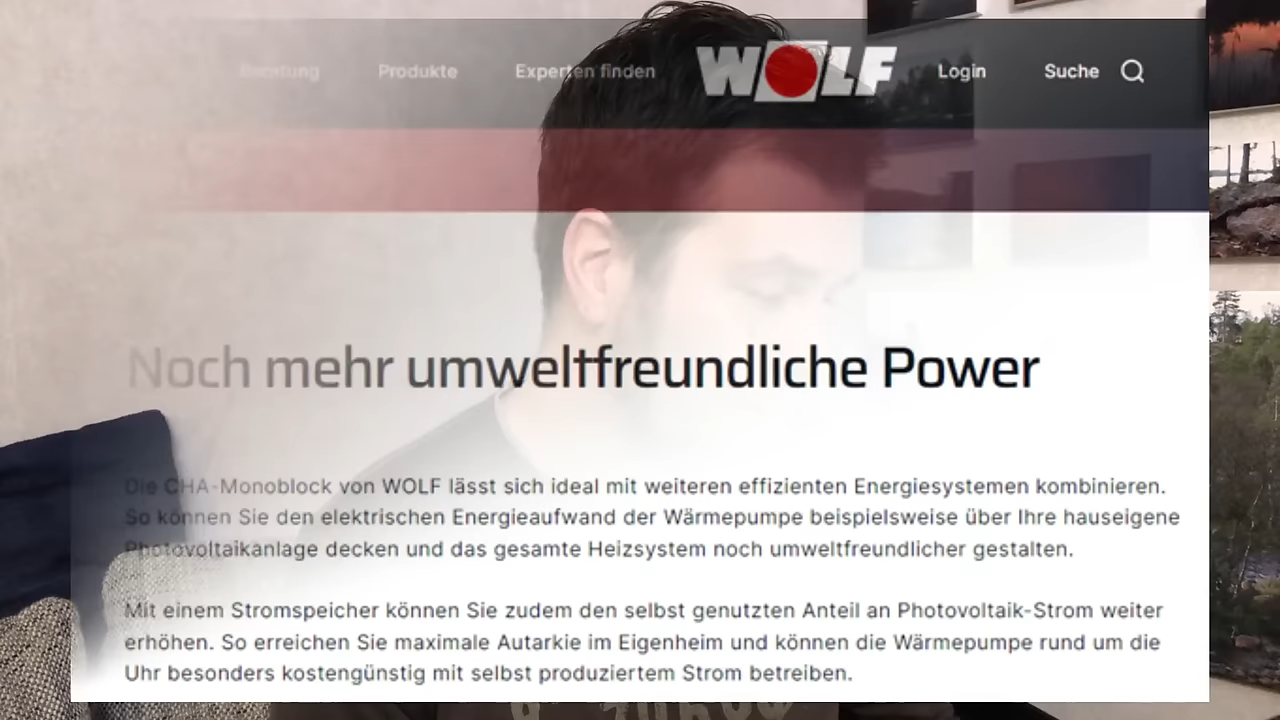 Beratung Produkte Experten finden WOLF Login Suche
Noch mehr umweltfreundliche Power
Die CHA-Monoblock von WOLF lässt sich ideal mit weiteren effizienten Energiesystemen kombinieren.
So können Sie den elektrischen Energieaufwand der Wärmepumpe beispielsweise über Ihre hauseigene
Photovoltaikanlage decken und das gesamte Heizsystem noch umweltfreundlicher gestalten.
Mit einem Stromspeicher können Sie zudem den selbst genutzten Anteil an Photovoltaik-Strom weiter
erhöhen. So erreichen Sie maximale Autarkie im Eigenheim und können die Wärmepumpe rund um die
Uhr besonders kostengünstig mit selbst produziertem Strom betreiben.